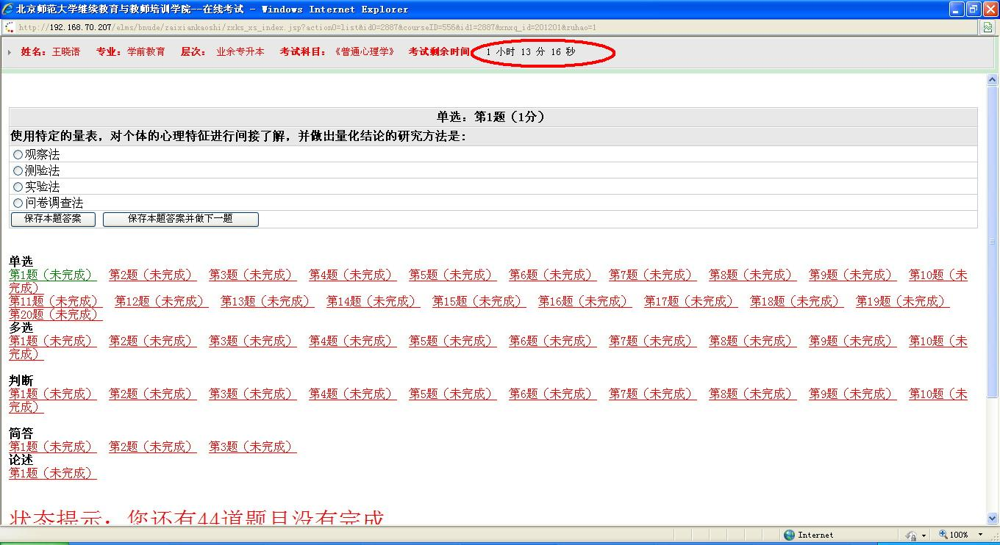 北京师范大学继续教育与教师培训学院--在线考试 - Windows Internet Explorer
http://192.168.70.207/elms/bnude/zaixiankaoshi/zxks_xs_index.jsp?action0=list&id0=2887&courseID=556&id1=2887&xnxq_id=201201&zuhao=1
姓名：王晓语 专业：学前教育 层次： 业余专升本 考试科目：《普通心理学》 考试剩余时间 1 小时 13 分 16 秒
单选：第1题（1分）
使用特定的量表，对个体的心理特征进行间接了解，并做出量化结论的研究方法是:
观察法
测验法
实验法
问卷调查法
保存本题答案 保存本题答案并做下一题
单选
第1题（未完成） 第2题（未完成） 第3题（未完成） 第4题（未完成） 第5题（未完成） 第6题（未完成） 第7题（未完成） 第8题（未完成） 第9题（未完成） 第10题（未
完成）
第11题（未完成） 第12题（未完成） 第13题（未完成） 第14题（未完成） 第15题（未完成） 第16题（未完成） 第17题（未完成） 第18题（未完成） 第19题（未完成）
第20题（未完成）
多选
第1题（未完成） 第2题（未完成） 第3题（未完成） 第4题（未完成） 第5题（未完成） 第6题（未完成） 第7题（未完成） 第8题（未完成） 第9题（未完成） 第10题（未
完成）
判断
第1题（未完成） 第2题（未完成） 第3题（未完成） 第4题（未完成） 第5题（未完成） 第6题（未完成） 第7题（未完成） 第8题（未完成） 第9题（未完成） 第10题（未
完成）
简答
第1题（未完成） 第2题（未完成） 第3题（未完成）
论述
第1题（未完成）
状态提示：您还有44道题目没有完成
Internet 100%